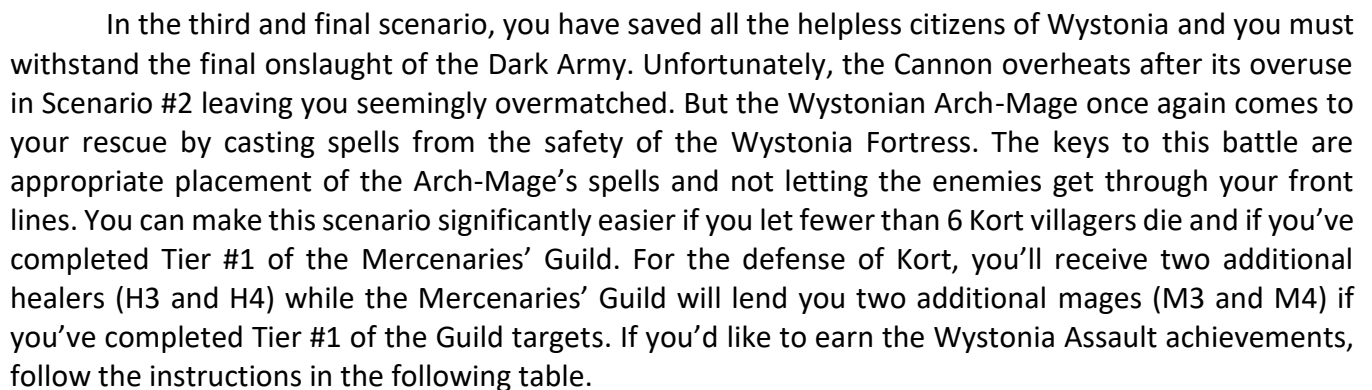 In the third and final scenario, you have saved all the helpless citizens of Wystonia and you must
withstand the final onslaught of the Dark Army. Unfortunately, the Cannon overheats after its overuse
in Scenario #2 leaving you seemingly overmatched. But the Wystonian Arch-Mage once again comes to
your rescue by casting spells from the safety of the Wystonia Fortress. The keys to this battle are
appropriate placement of the Arch-Mage’s spells and not letting the enemies get through your front
lines. You can make this scenario significantly easier if you let fewer than 6 Kort villagers die and if you’ve
completed Tier #1 of the Mercenaries’ Guild. For the defense of Kort, you’ll receive two additional
healers (H3 and H4) while the Mercenaries’ Guild will lend you two additional mages (M3 and M4) if
you’ve completed Tier #1 of the Guild targets. If you’d like to earn the Wystonia Assault achievements,
follow the instructions in the following table.